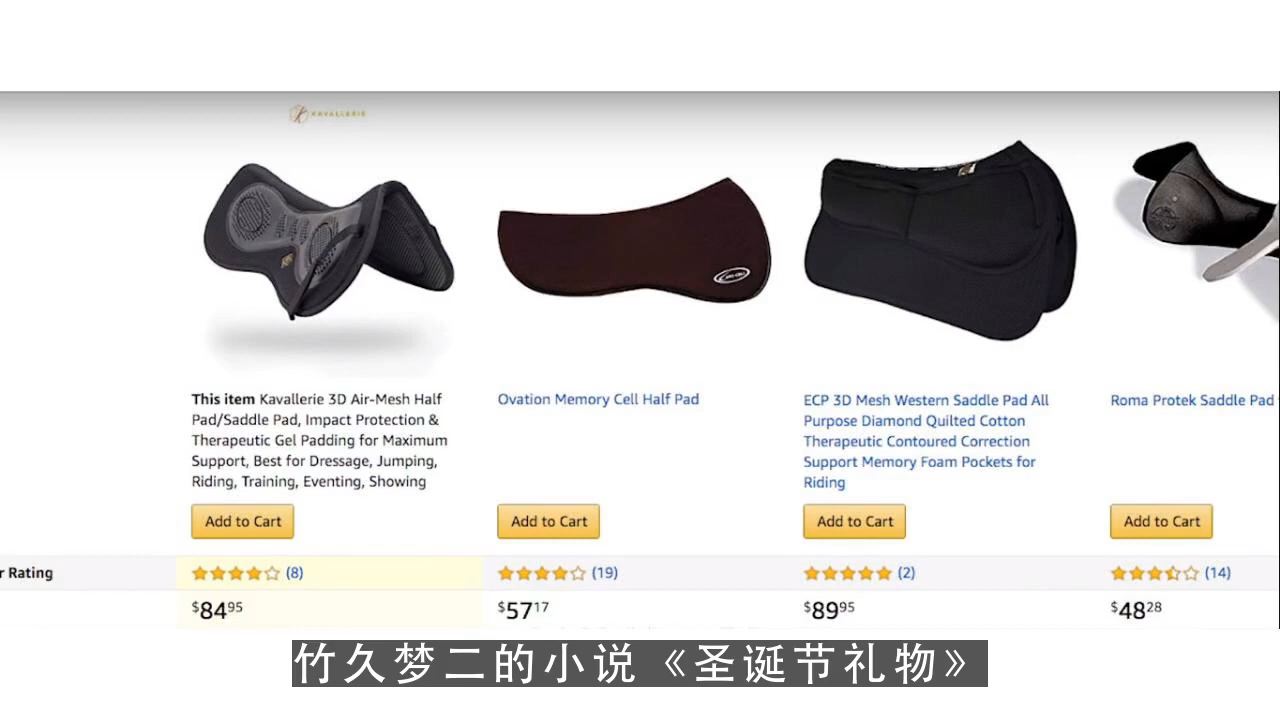 KAVALLERIE
This item Kavallerie 3D Air-Mesh Half
Pad/Saddle Pad, Impact Protection &
Therapeutic Gel Padding for Maximum
Support, Best for Dressage, Jumping,
Riding, Training, Eventing, Showing
Add to Cart
Ovation Memory Cell Half Pad
Add to Cart
ECP 3D Mesh Western Saddle Pad All
Purpose Diamond Quilted Cotton
Therapeutic Contoured Correction
Support Memory Foam Pockets for
Riding
Add to Cart
Roma Protek Saddle Pad
Add to Cart
r Rating
(8)
(19)
(2)
(14)
$84.95
$57.17
$89.95
$48.28
竹久梦二的小说《圣诞节礼物》